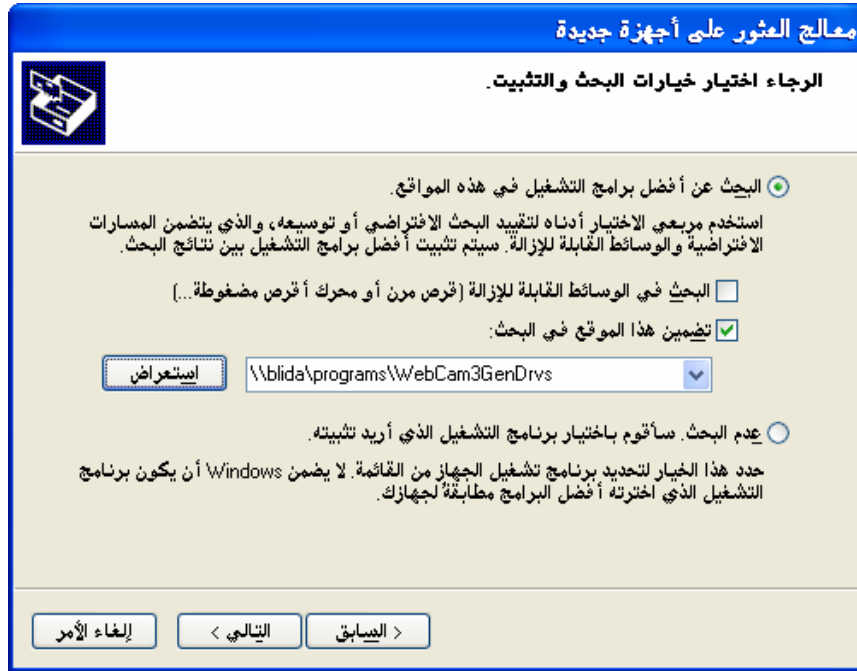 معالج العثور على أجهزة جديدة
الرجاء اختيار خيارات البحث والتثبيت.
البحث عن أفضل برامج التشغيل في هذه المواقع.
استخدم مربعي الاختيار أدناه لتقييد البحث الافتراضي أو توسيعه، والذي يتضمن المسارات
الافتراضية والوسائط القابلة للإزالة. سيتم تثبيت أفضل برامج التشغيل بين نتائج البحث.
البحث في الوسائط القابلة للإزالة (قرص مرن أو محرك أقرص مضغوطة...)
تضمين هذا الموقع في البحث:
\\blida\programs\WebCam3GenDrvs
استعراض
عدم البحث. سأقوم باختيار برنامج التشغيل الذي أريد تثبيته.
حدد هذا الخيار لتحديد برنامج تشغيل الجهاز من القائمة. لا يضمن Windows أن يكون برنامج
التشغيل الذي اخترته أفضل البرامج مطابقةً لجهازك.
< السابق
التالي >
إلغاء الأمر